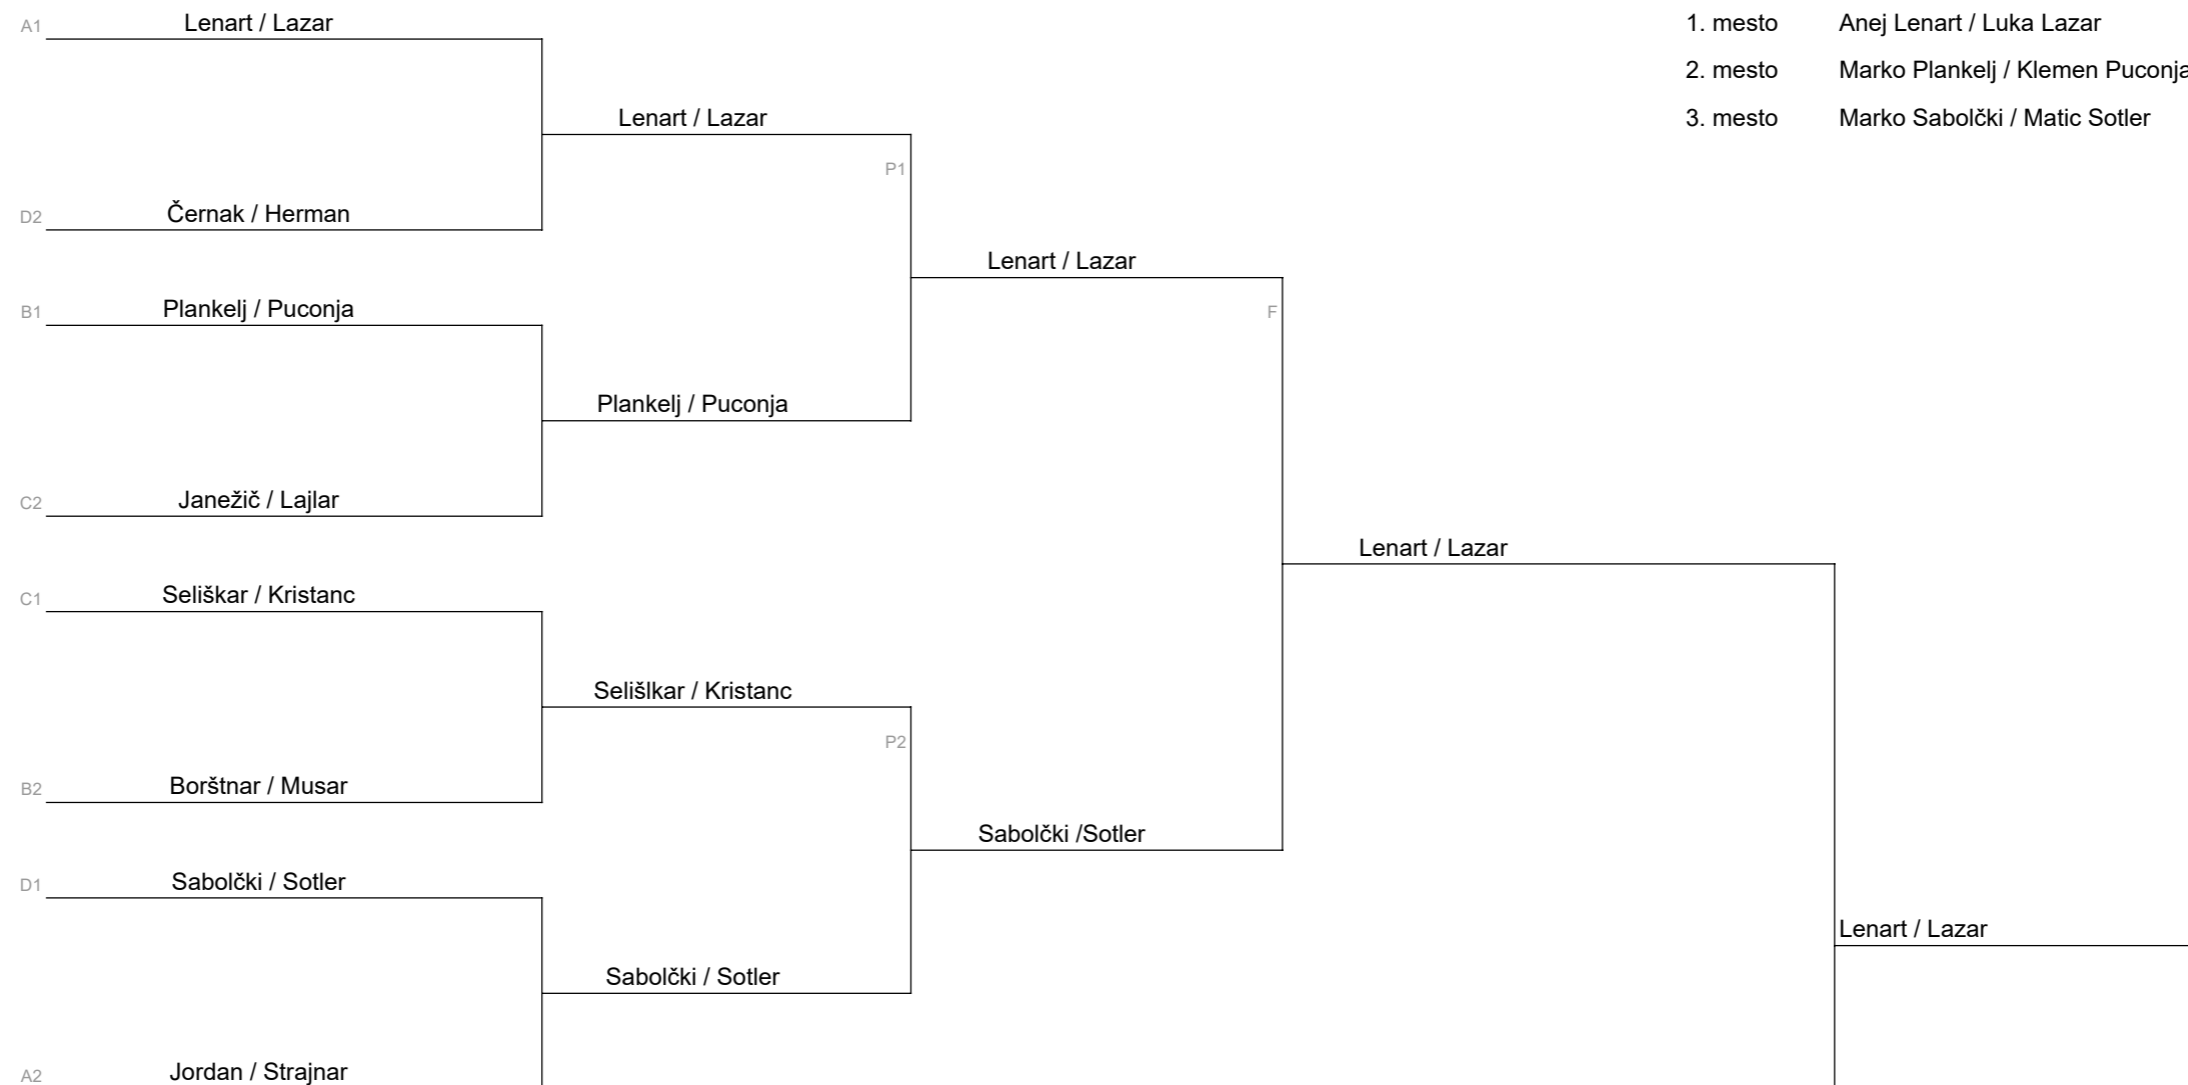 A1 Lenart / Lazar
1. mesto Anej Lenart / Luka Lazar
2. mesto Marko Plankelj / Klemen Puconja
Lenart / Lazar
3. mesto Marko Sabolčki / Matic Sotler
P1
D2 Černak / Herman
Lenart / Lazar
B1 Plankelj / Puconja
F
Plankelj / Puconja
C2 Janežič / Lajlar
Lenart / Lazar
C1 Seliškar / Kristanc
Selišlkar / Kristanc
P2
B2 Borštnar / Musar
Sabolčki /Sotler
D1 Sabolčki / Sotler
Lenart / Lazar
Sabolčki / Sotler
A2 Jordan / Strajnar